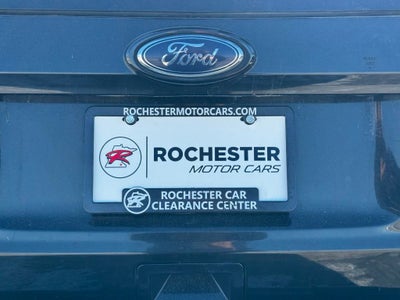 Ford
ROCHESTERMOTORCARS.COM
R
ROCHESTER
MOTOR CARS
ROCHESTER CAR
CLEARANCE CENTER